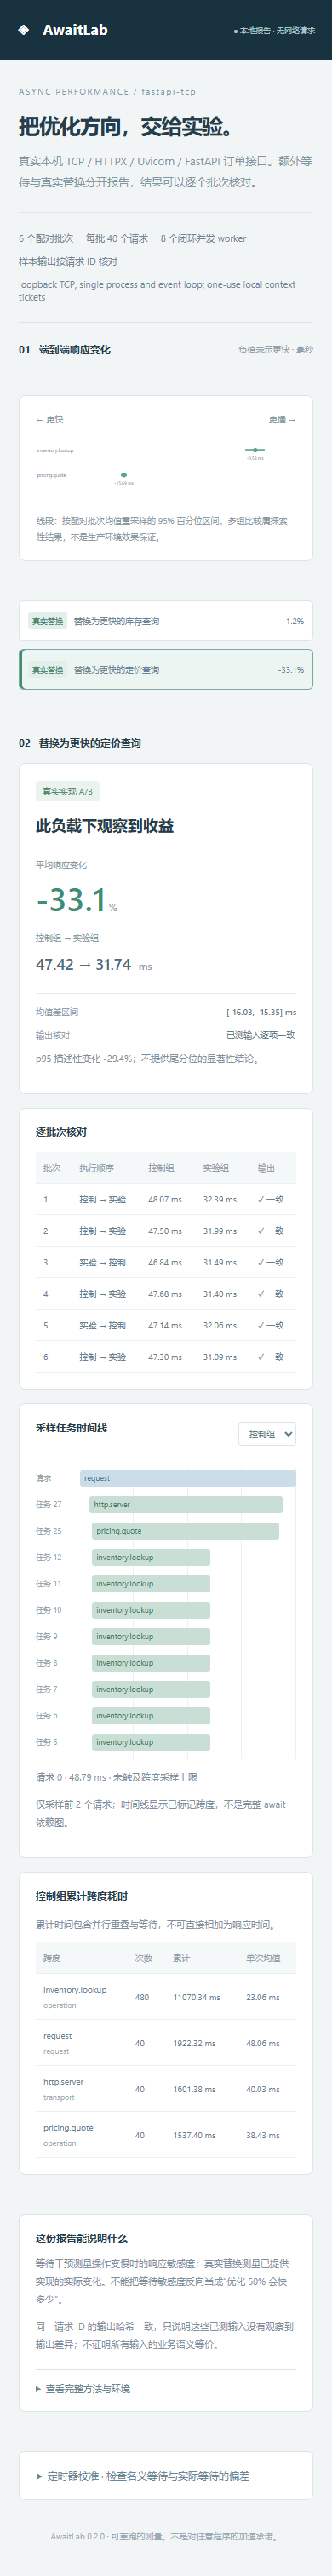 ◈ AwaitLab
● 本地报告 · 无网络请求
ASYNC PERFORMANCE / fastapi-tcp
把优化方向，交给实验。
真实本机 TCP / HTTPX / Uvicorn / FastAPI 订单接口。额外等
待与真实替换分开报告，结果可以逐个批次核对。
6 个配对批次 每批 40 个请求 8 个闭环并发 worker
样本输出按请求 ID 核对
loopback TCP, single process and event loop; one-use local context
tickets
01 端到端响应变化
负值表示更快 · 毫秒
← 更快
更慢 →
inventory.lookup
pricing.quote
-15.69 ms
线段：按配对批次均值重采样的 95% 百分位区间。多组比较属探索
性结果，不是生产环境效果保证。
真实替换 替换为更快的库存查询 -1.2%
真实替换 替换为更快的定价查询 -33.1%
02 替换为更快的定价查询
真实实现 A/B
此负载下观察到收益
平均响应变化
-33.1%
控制组 → 实验组
47.42 → 31.74 ms
均值差区间 [-16.03, -15.35] ms
输出核对 已测输入逐项一致
p95 描述性变化 -29.4%；不提供尾分位的显著性结论。
逐批次核对
批次 执行顺序 控制组 实验组 输出
1 控制 → 实验 48.07 ms 32.39 ms ✓ 一致
2 控制 → 实验 47.50 ms 31.99 ms ✓ 一致
3 实验 → 控制 46.84 ms 31.49 ms ✓ 一致
4 控制 → 实验 47.68 ms 31.40 ms ✓ 一致
5 实验 → 控制 47.14 ms 32.06 ms ✓ 一致
6 控制 → 实验 47.30 ms 31.09 ms ✓ 一致
采样任务时间线
控制组
请求 request
任务 27 http.server
任务 25 pricing.quote
任务 12 inventory.lookup
任务 11 inventory.lookup
任务 10 inventory.lookup
任务 9 inventory.lookup
任务 8 inventory.lookup
任务 7 inventory.lookup
任务 6 inventory.lookup
任务 5 inventory.lookup
请求 0 · 48.79 ms · 未触及跨度采样上限
仅采样前 2 个请求；时间线显示已标记跨度，不是完整 await
依赖图。
控制组累计跨度耗时
累计时间包含并行重叠与等待，不可直接相加为响应时间。
跨度 次数 累计 单次均值
inventory.lookup 480 11070.34 ms 23.06 ms
operation
request 40 1922.32 ms 48.06 ms
request
http.server 40 1601.38 ms 40.03 ms
transport
pricing.quote 40 1537.40 ms 38.43 ms
operation
这份报告能说明什么
等待干预测量操作变慢时的响应敏感度；真实替换测量已提供
实现的实际变化。不能把等待敏感度反向当成“优化 50% 会快
多少”。
同一请求 ID 的输出哈希一致，只说明这些已测输入没有观察到
输出差异；不证明所有输入的业务语义等价。
▶ 查看完整方法与环境
▶ 定时器校准 · 检查名义等待与实际等待的偏差
AwaitLab 0.2.0 · 可重跑的测量，不是对任意程序的加速承诺。